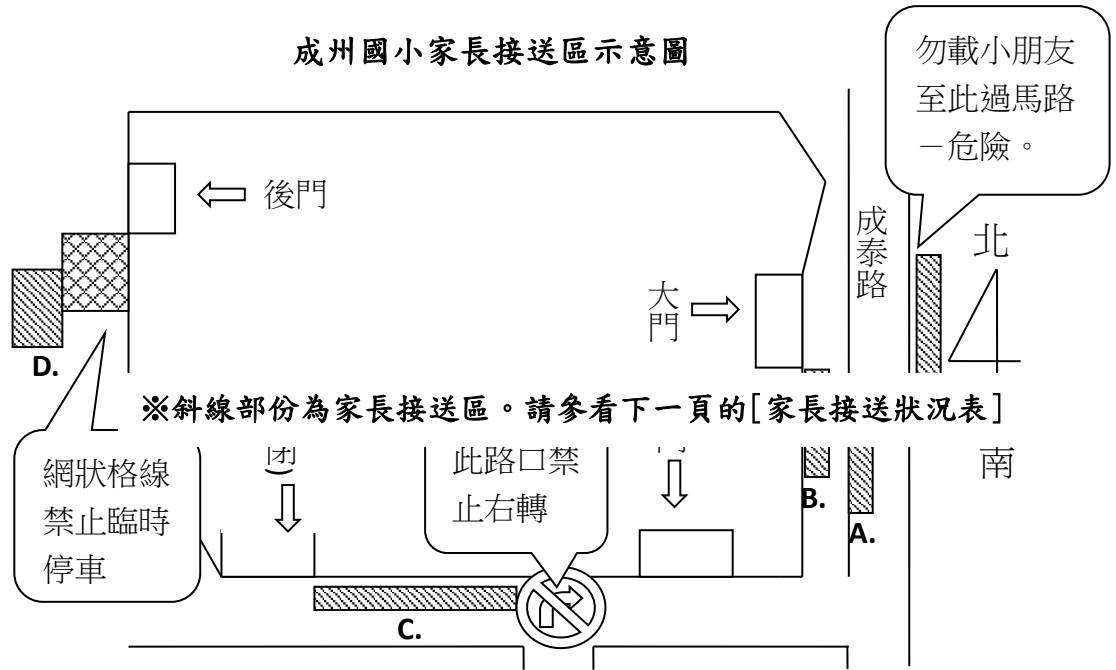 成州國小家長接送區示意圖
勿載小朋友
至此過馬路
－危險。
後門
成泰路
北
大門
D.
※斜線部份為家長接送區。請參看下一頁的[家長接送狀況表]
網狀格線
禁止臨時
停車
閉)
此路口禁
止右轉
南
B.
A.
C.